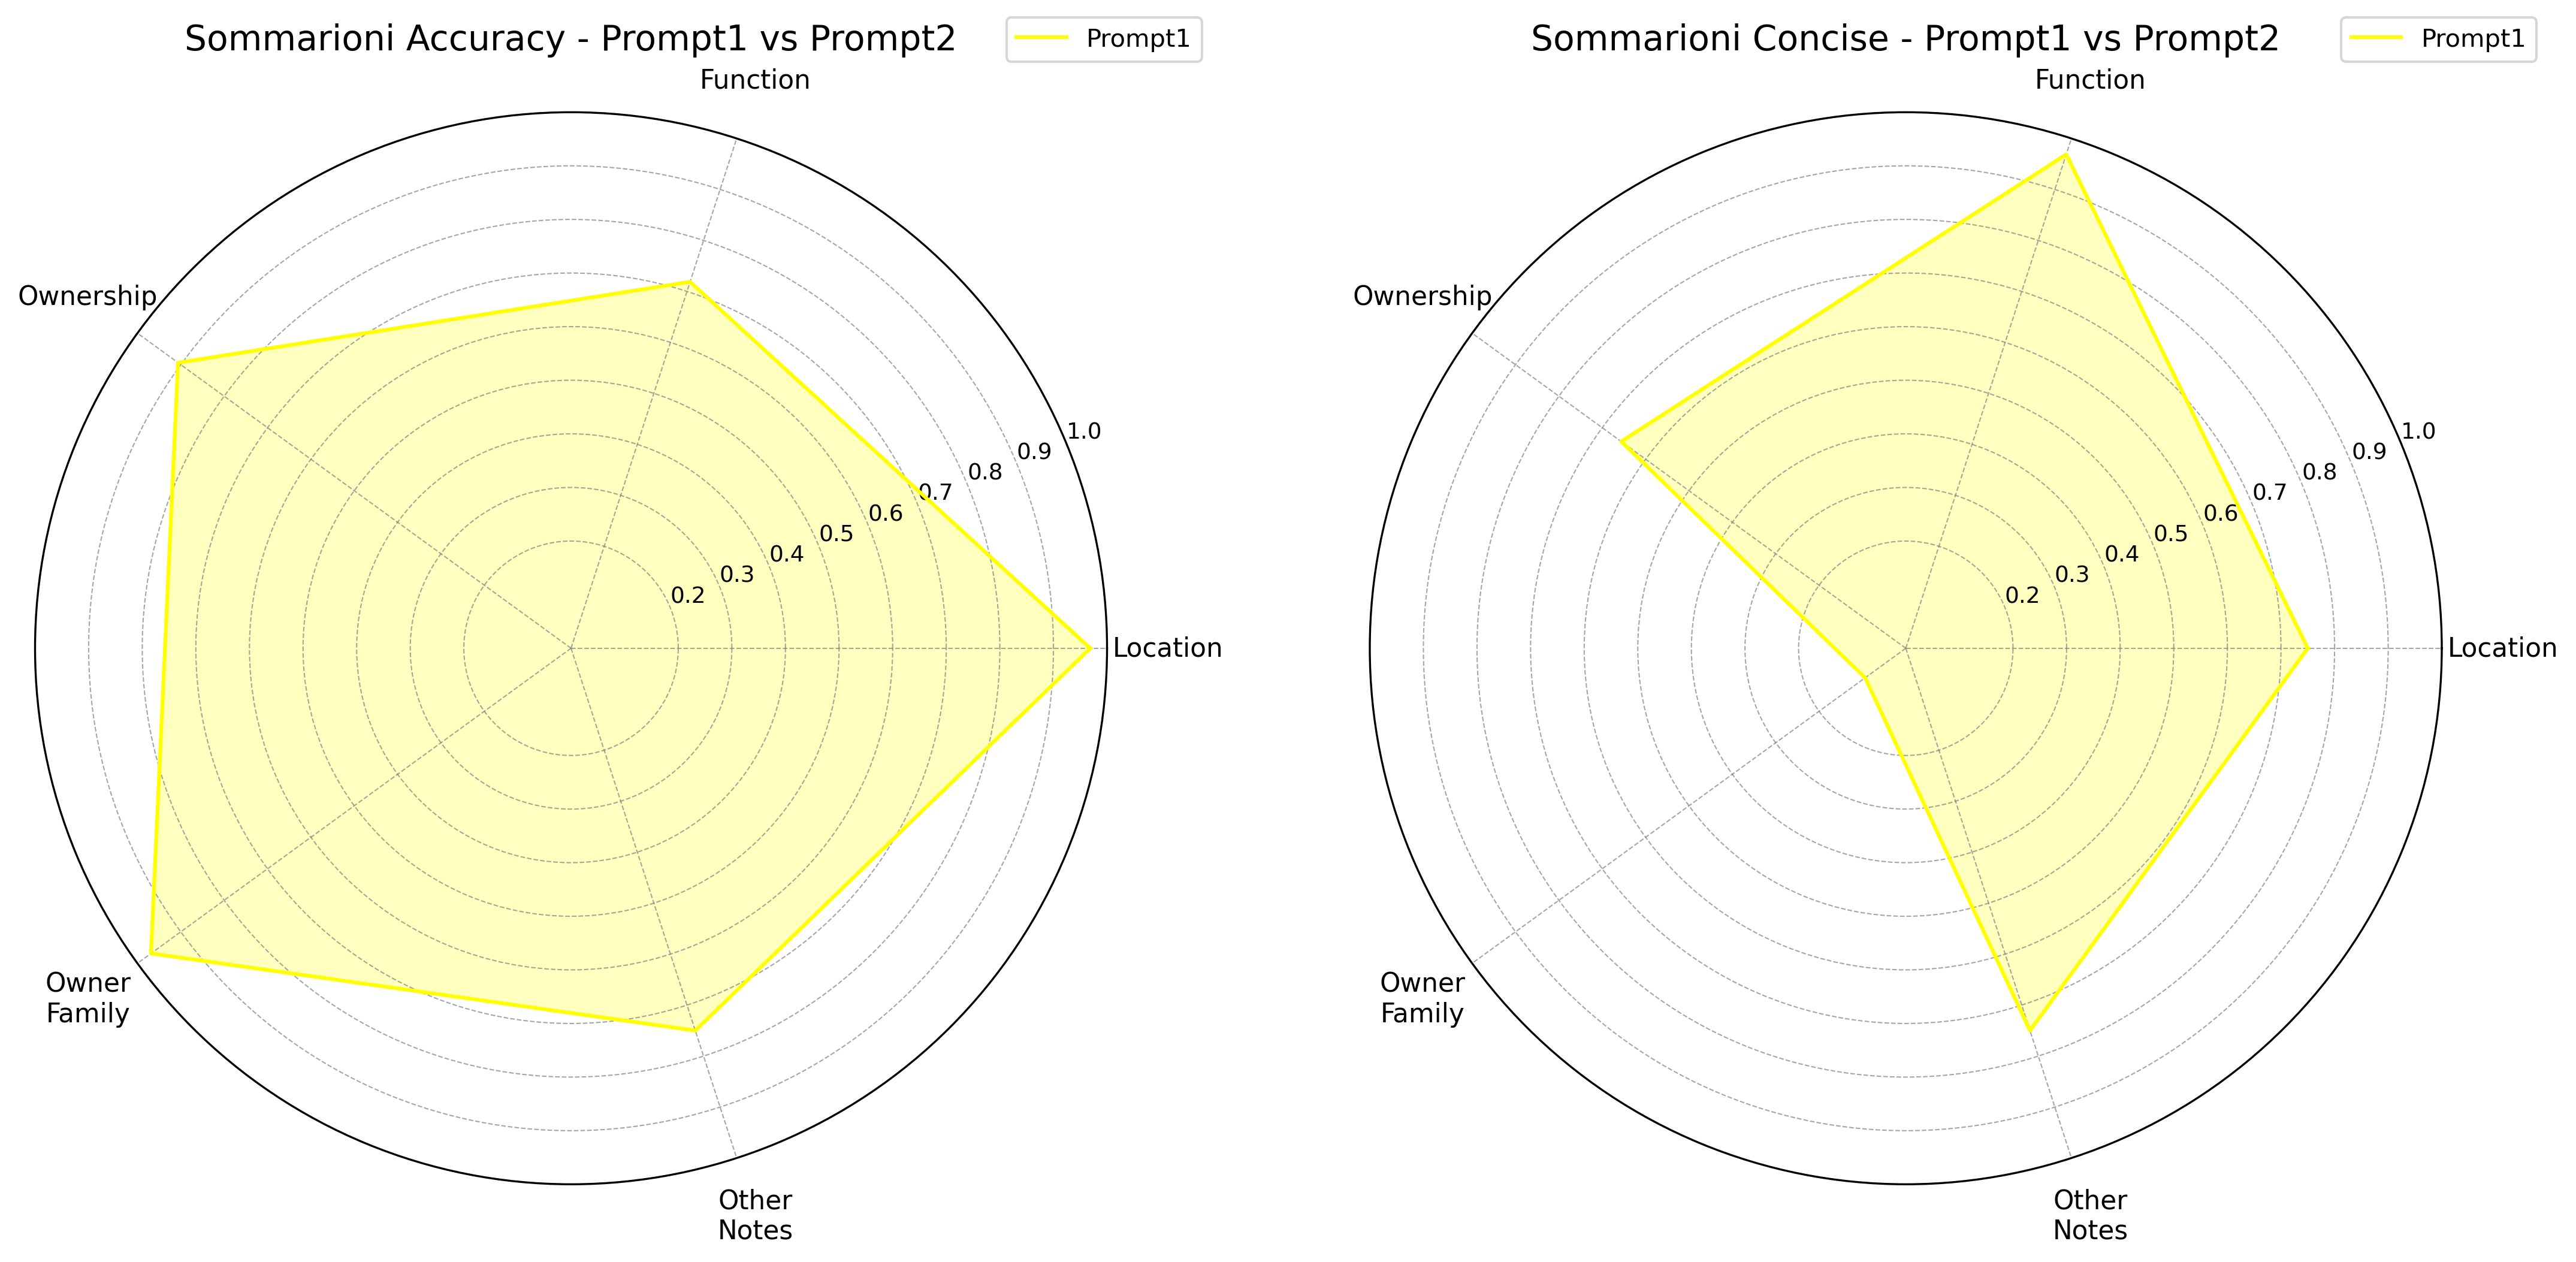 Sommarioni Accuracy - Prompt1 vs Prompt2
Prompt1
Function
Ownership
1.0
0.9
0.8
0.7
0.6
0.5
0.4
0.3
0.2
Location
Owner
Family
Other
Notes
Sommarioni Concise - Prompt1 vs Prompt2
Prompt1
Function
Ownership
1.0
0.9
0.8
0.7
0.6
0.5
0.4
0.3
0.2
Location
Owner
Family
Other
Notes